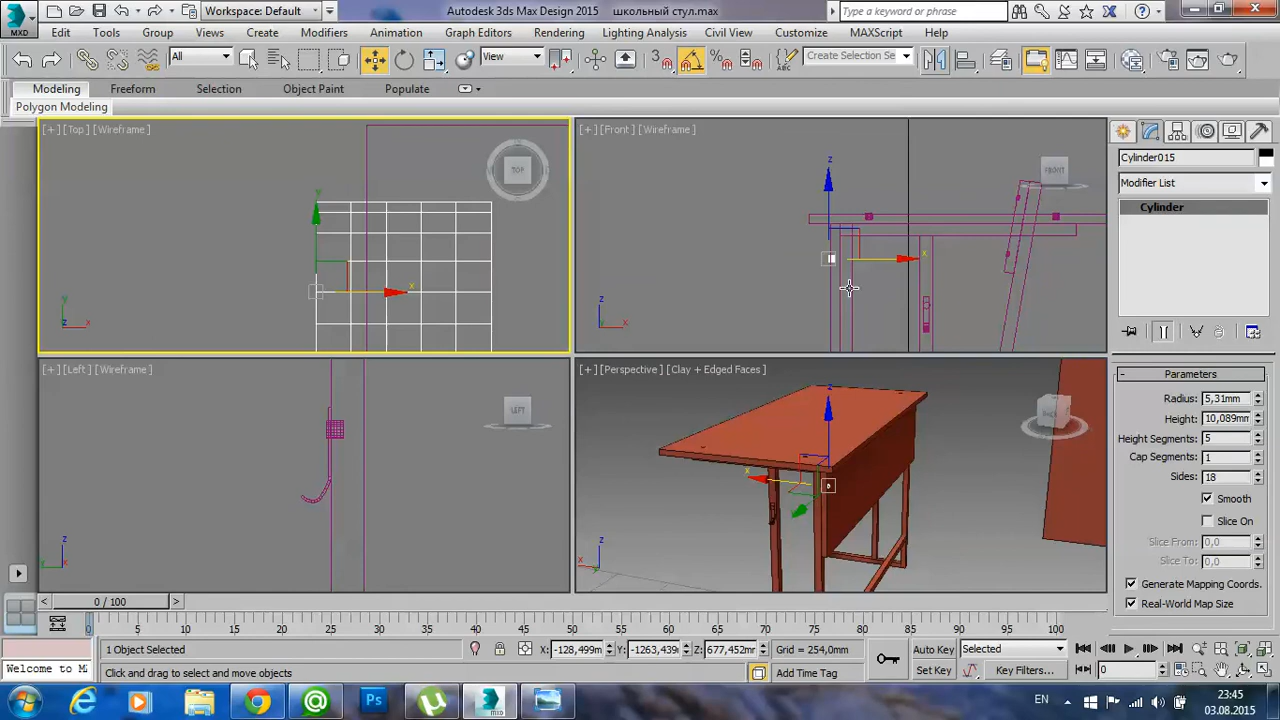 Workspace: Default
Autodesk 3ds Max Design 2015
школьный стул.max
Type a keyword or phrase
MXD
Edit
Tools
Group
Views
Create
Modifiers
Animation
Graph Editors
Rendering
Lighting Analysis
Civil View
Customize
MAXScript
Help
All
View
Create Selection Se
Modeling
Freeform
Selection
Object Paint
Populate
Polygon Modeling
[+] [Top] [Wireframe]
TOP
[+] [Front] [Wireframe]
FRONT
[+] [Left] [Wireframe]
LEFT
[+] [Perspective] [Clay + Edged Faces]
BACK
Cylinder015
Modifier List
Cylinder
Parameters
Radius: 5,31mm
Height: 10,089mm
Height Segments: 5
Cap Segments: 1
Sides: 18
Smooth
Slice On
Slice From: 0,0
Slice To: 0,0
Generate Mapping Coords.
Real-World Map Size
0 / 100
0 5 10 15 20 25 30 35 40 45 50 55 60 65 70 75 80 85 90 95 100
1 Object Selected
X: -128,499m
Y: -1263,439m
Z: 677,452mm
Grid = 254,0mm
Auto Key
Selected
Welcome to M
Click and drag to select and move objects
Add Time Tag
Set Key
Key Filters...
0
EN
23:45
03.08.2015